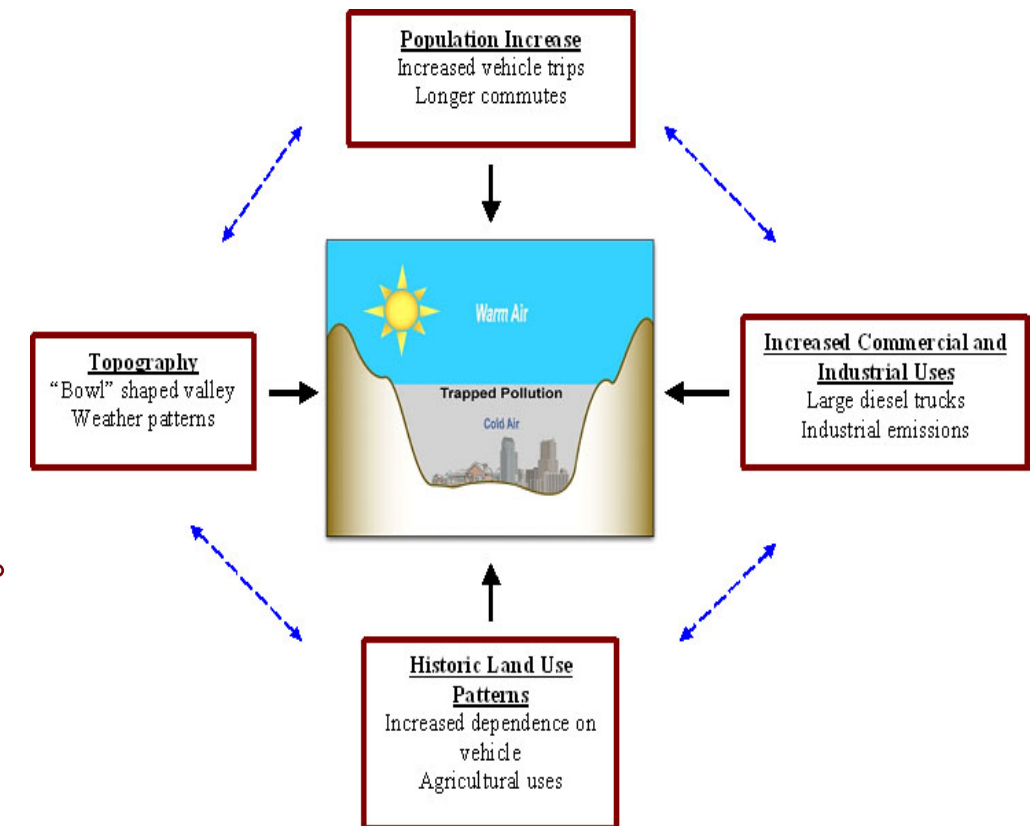 Population Increase
Increased vehicle trips
Longer commutes
Warm Air
Topography
“Bowl” shaped valley
Weather patterns
Trapped Pollution
Cold Air
Increased Commercial and
Industrial Uses
Large diesel trucks
Industrial emissions
Historic Land Use
Patterns
Increased dependence on
vehicle
Agricultural uses